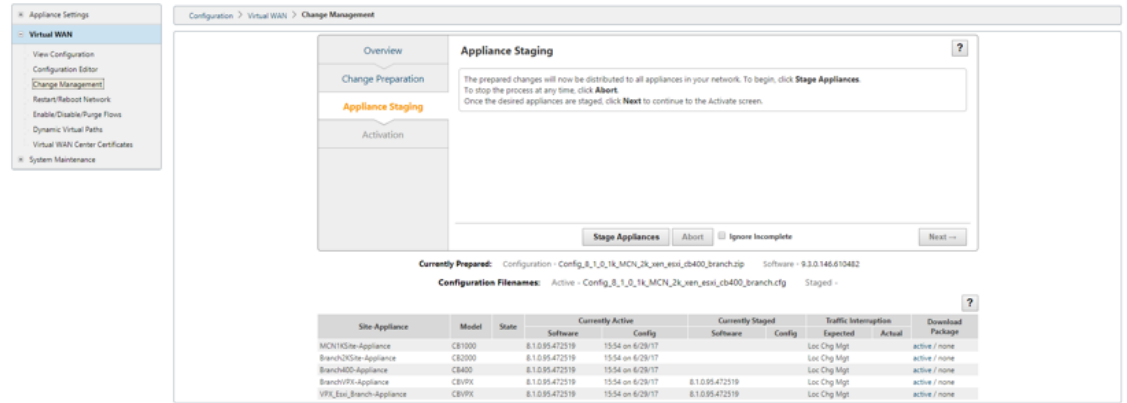 Appliance Settings
Virtual WAN
View Configuration
Configuration Editor
Change Management
Restart/Reboot Network
Enable/Disable/Purge Flows
Dynamic Virtual Paths
Virtual WAN Center Certificates
System Maintenance
Configuration > Virtual WAN > Change Management
Overview
Change Preparation
Appliance Staging
Activation
Appliance Staging
?
The prepared changes will now be distributed to all appliances in your network. To begin, click Stage Appliances.
To stop the process at any time, click Abort.
Once the desired appliances are staged, click Next to continue to the Activate screen.
Stage Appliances Abort Ignore Incomplete Next →
Currently Prepared: Configuration - Config_8_1_0_1k_MCN_2k_xen_esxi_cb400_branch.zip Software - 9.3.0.146.610482
Configuration Filenames: Active - Config_8_1_0_1k_MCN_2k_xen_esxi_cb400_branch.cfg Staged -
?
Site-Appliance Model State Currently Active Currently Staged Traffic Interruption Download Package
Software Config Software Config Expected Actual
MCN1KSite-Appliance CB1000 8.1.0.95.472519 15:54 on 6/29/17 Loc Chg Mgt active / none
Branch2KSite-Appliance CB2000 8.1.0.95.472519 15:54 on 6/29/17 Loc Chg Mgt active / none
Branch400-Appliance CB400 8.1.0.95.472519 15:54 on 6/29/17 Loc Chg Mgt active / none
BranchVPX-Appliance CBVPX 8.1.0.95.472519 15:54 on 6/29/17 8.1.0.95.472519 Loc Chg Mgt active / none
VPX_Esxi_Branch-Appliance CBVPX 8.1.0.95.472519 15:54 on 6/29/17 8.1.0.95.472519 Loc Chg Mgt active / none